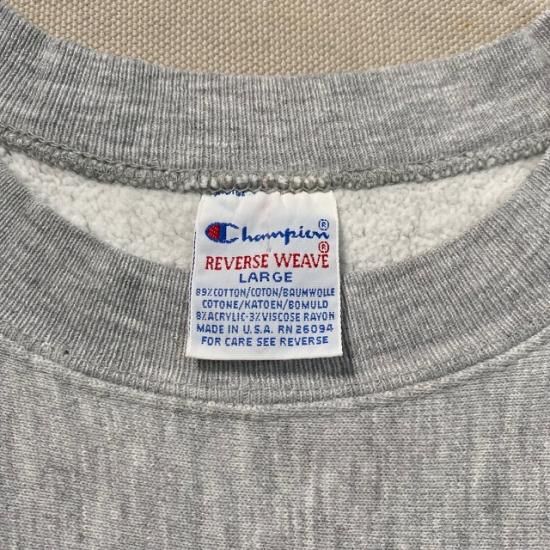 Champion®
REVERSE WEAVE®
LARGE
89% COTTON/COTON/BAUMWOLLE
COTONE/KATOEN/BOMULD
8% ACRYLIC-3% VISCOSE RAYON
MADE IN U.S.A. RN 26094
FOR CARE SEE REVERSE